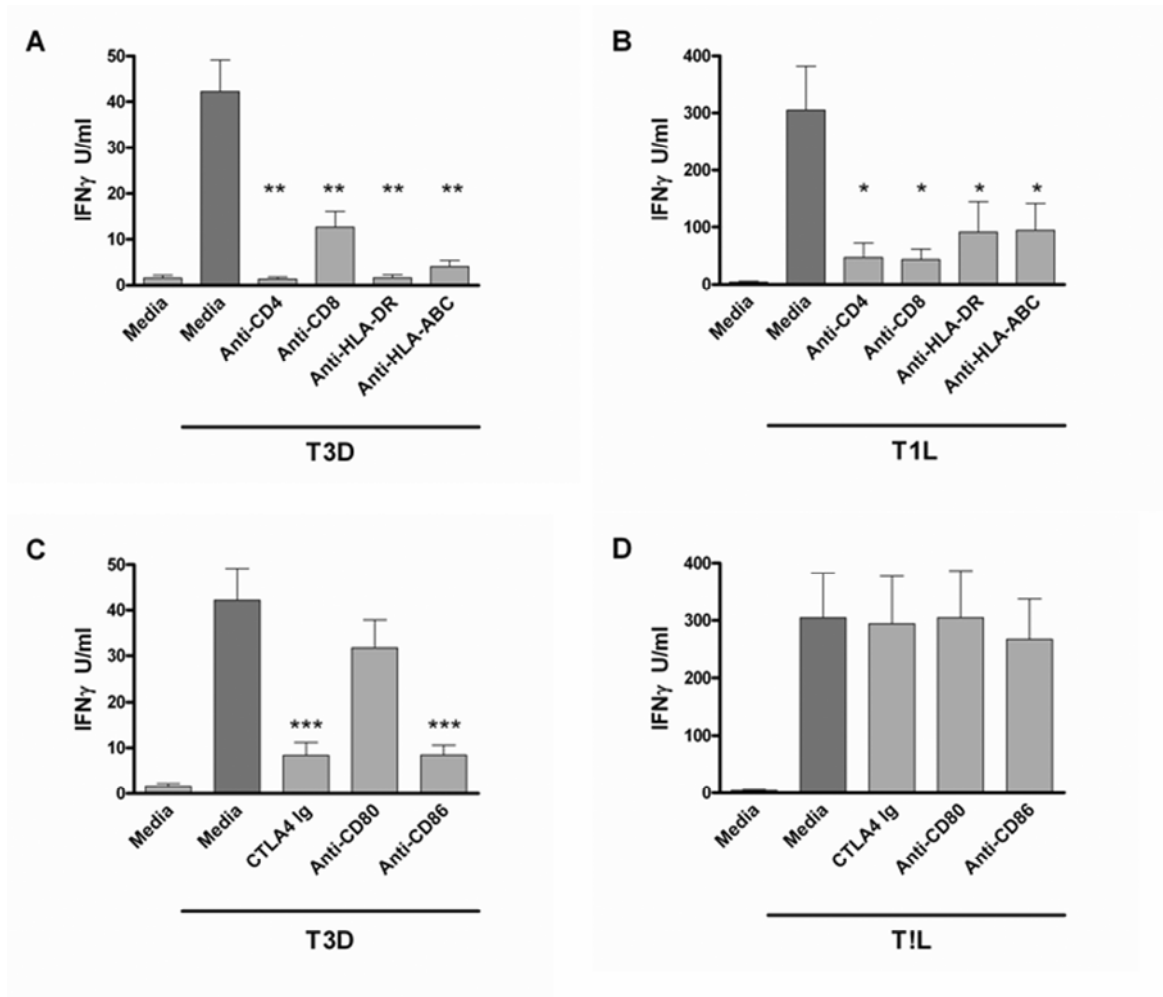 A
IFNγ U/ml
50
40
30
20
10
0
** ** ** **
Media
Media
Anti-CD4
Anti-CD8
Anti-HLA-DR
Anti-HLA-ABC
T3D
B
IFNγ U/ml
400
300
200
100
0
* * * *
Media
Media
Anti-CD4
Anti-CD8
Anti-HLA-DR
Anti-HLA-ABC
T1L
C
IFNγ U/ml
50
40
30
20
10
0
*** ***
Media
Media
CTLA4 Ig
Anti-CD80
Anti-CD86
T3D
D
IFNγ U/ml
400
300
200
100
0
Media
Media
CTLA4 Ig
Anti-CD80
Anti-CD86
T!L